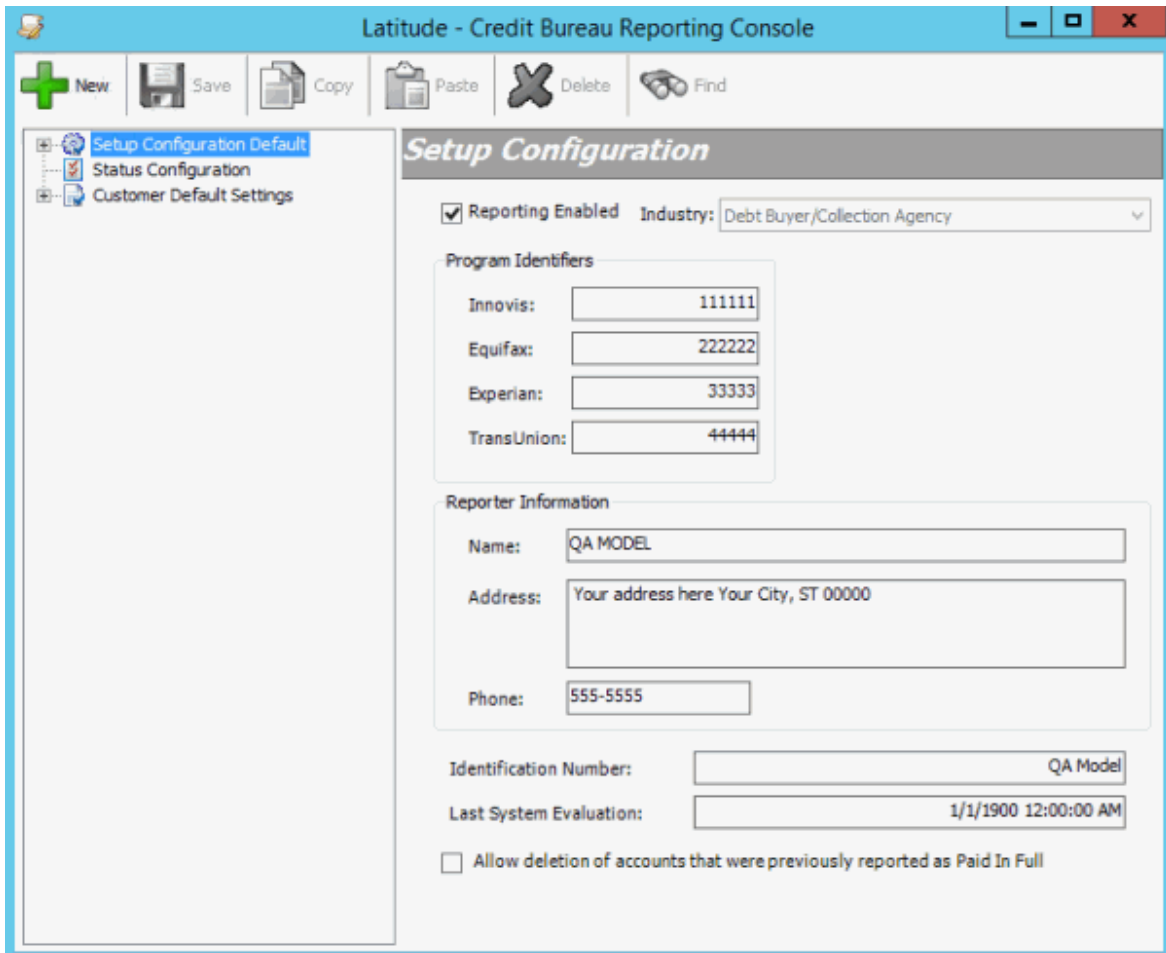 Latitude - Credit Bureau Reporting Console
New Save Copy Paste Delete Find
Setup Configuration Default
Status Configuration
Customer Default Settings
Setup Configuration
Reporting Enabled Industry: Debt Buyer/Collection Agency
Program Identifiers
Innovis: 111111
Equifax: 222222
Experian: 33333
TransUnion: 44444
Reporter Information
Name: QA MODEL
Address: Your address here Your City, ST 00000
Phone: 555-5555
Identification Number: QA Model
Last System Evaluation: 1/1/1900 12:00:00 AM
Allow deletion of accounts that were previously reported as Paid In Full